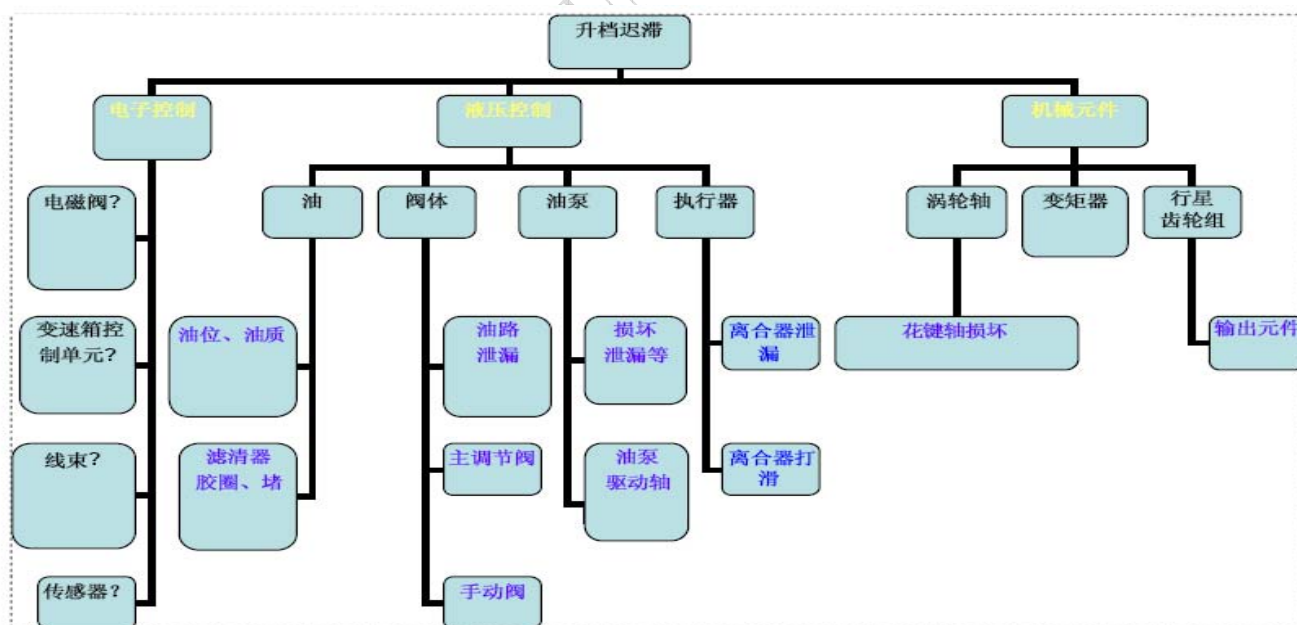 升档迟滞
电子控制
液压控制
机械元件
电磁阀?
变速箱控
制单元?
线束?
传感器?
油
阀体
油泵
执行器
油位、油质
滤清器
胶圈、堵
油路
泄漏
主调节阀
手动阀
损坏
泄漏等
油泵
驱动轴
离合器泄
漏
离合器打
滑
涡轮轴
变矩器
行星
齿轮组
花键轴损坏
输出元件